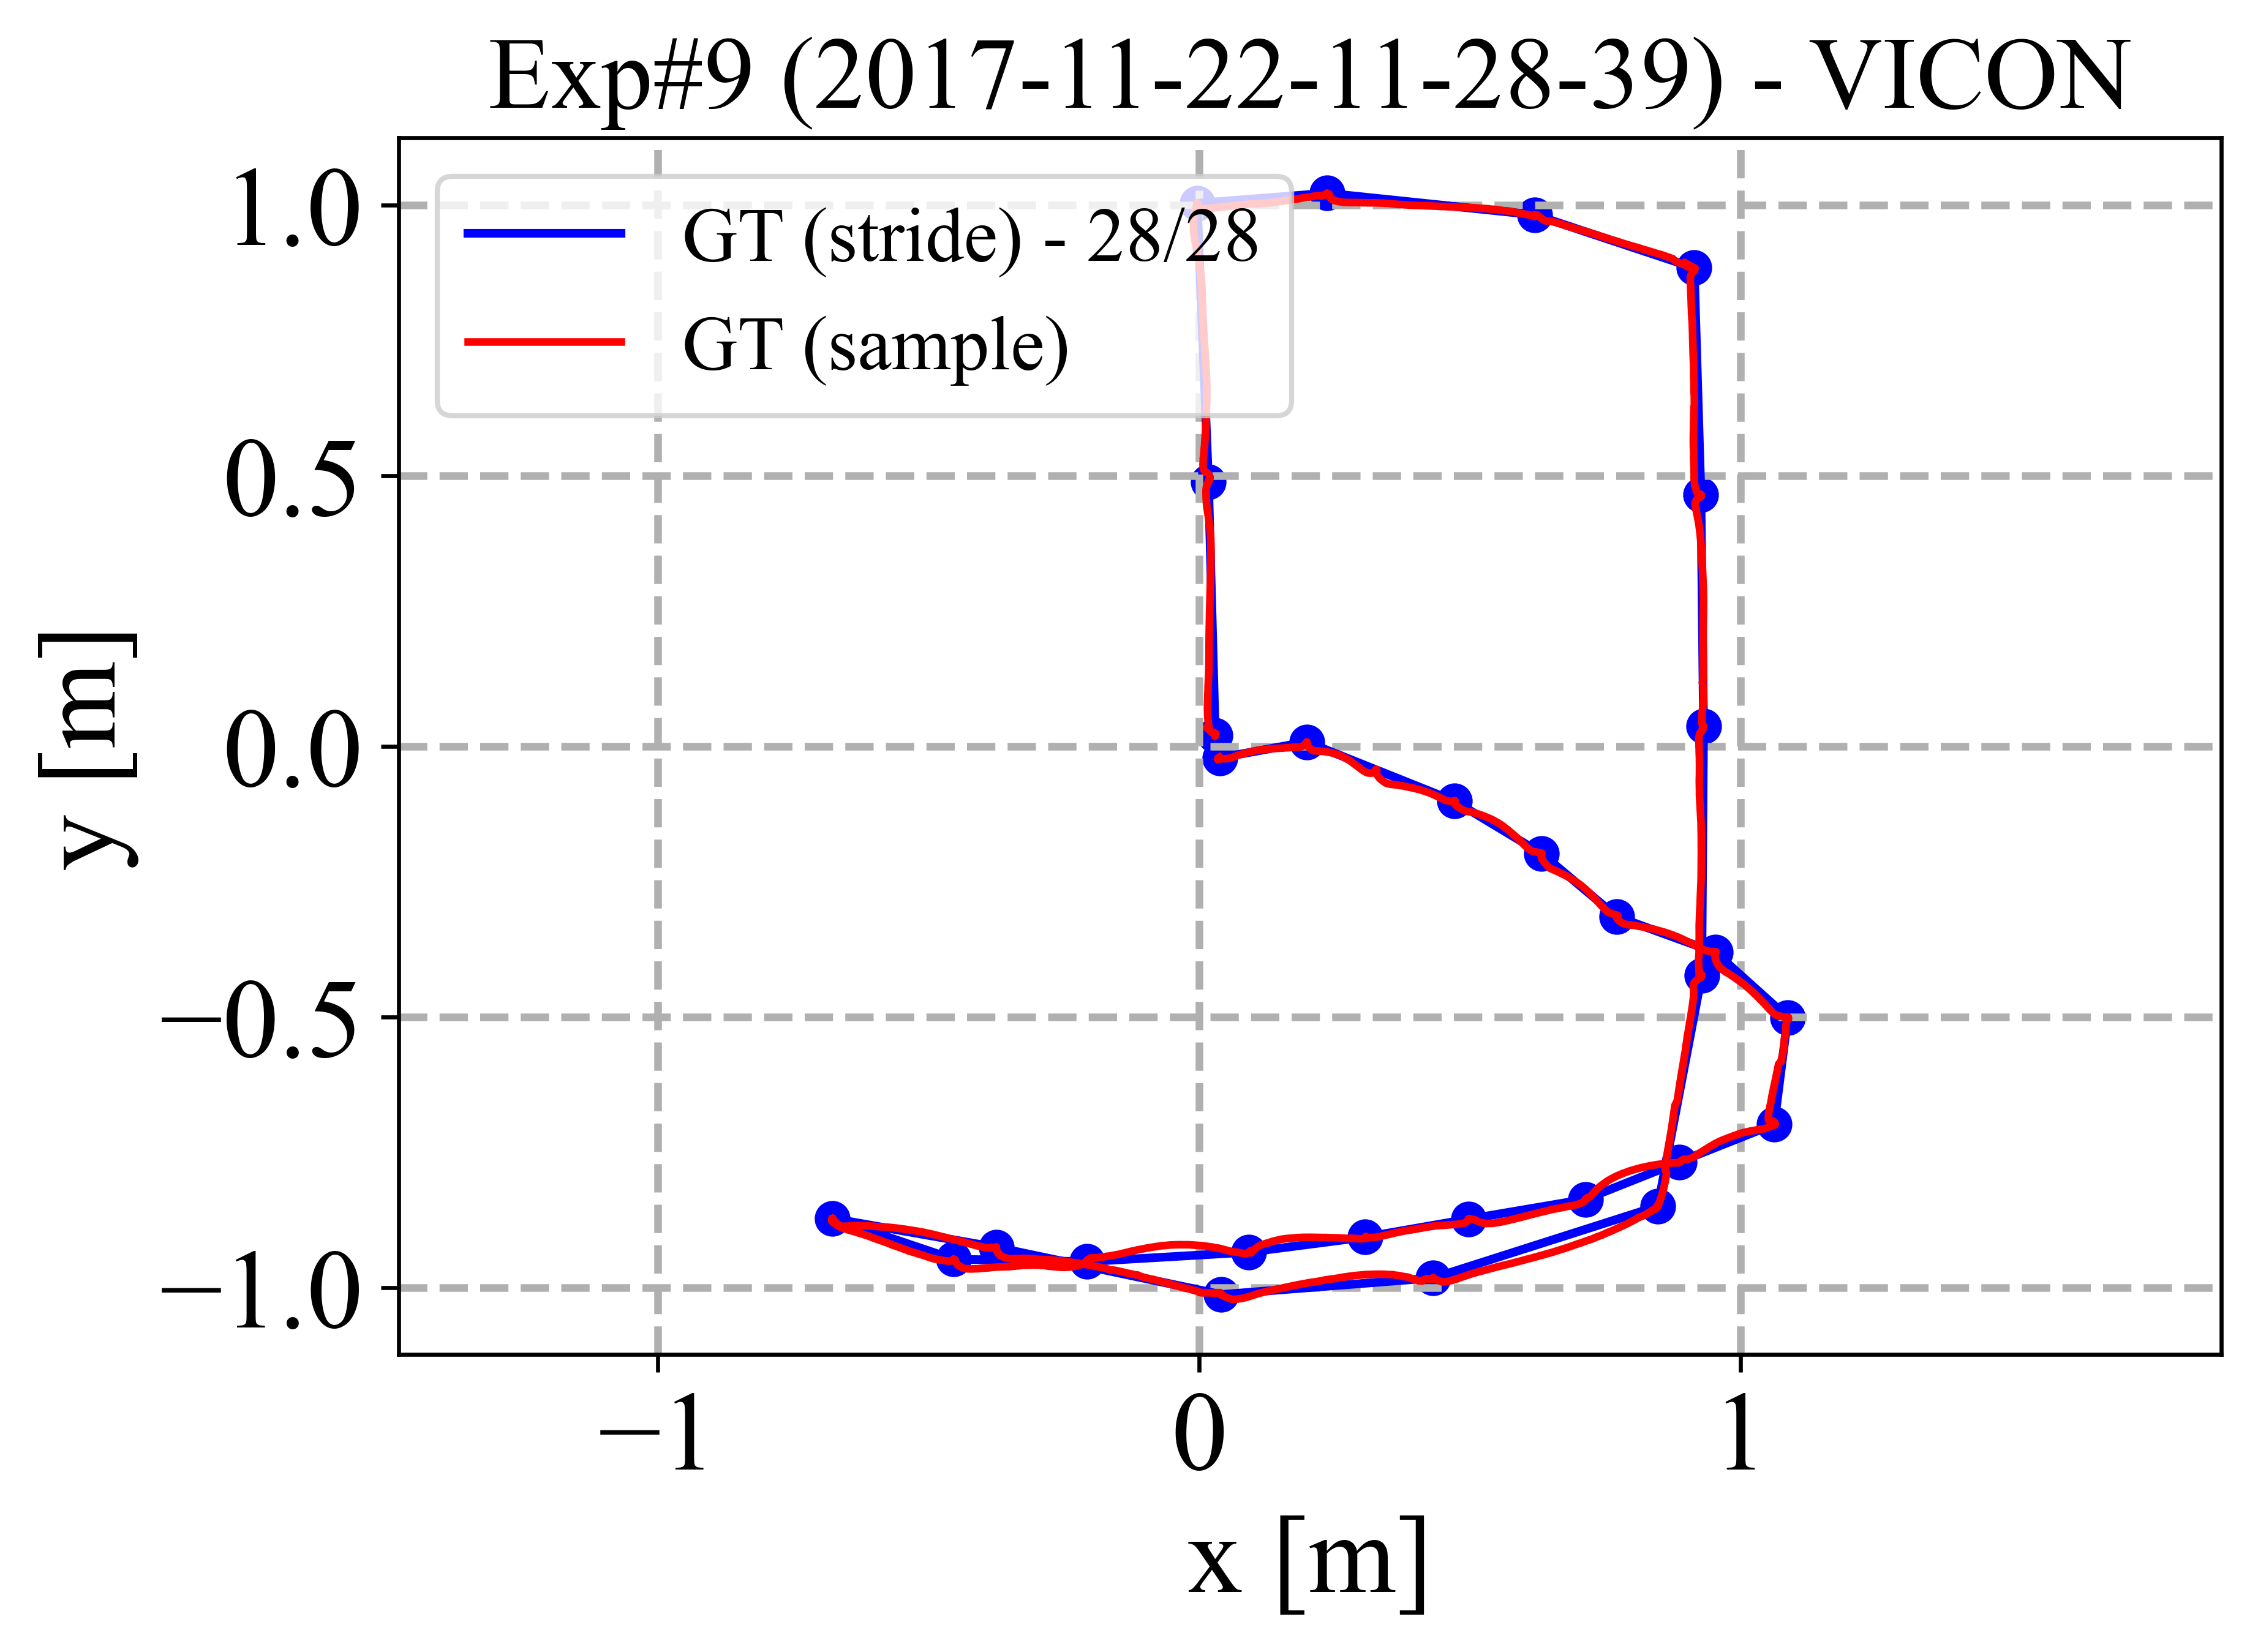 Exp#9 (2017-11-22-11-28-39) - VICON
GT (stride) - 28/28
GT (sample)
1.0
0.5
0.0
−0.5
−1.0
y [m]
−1
0
1
x [m]